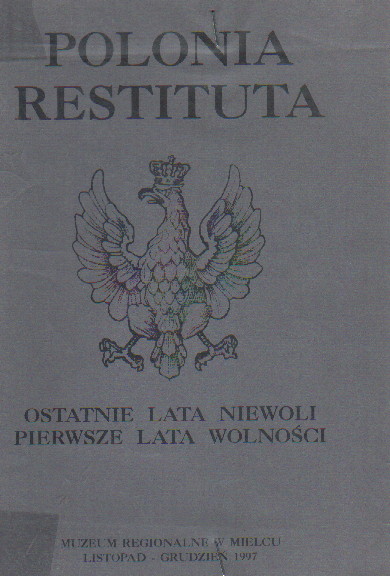 POLONIA
RESTITUTA
OSTATNIE LATA NIEWOLI
PIERWSZE LATA WOLNOŚCI
MUZEUM REGIONALNE W MIELCU
LISTOPAD - GRUDZIEŃ 1997